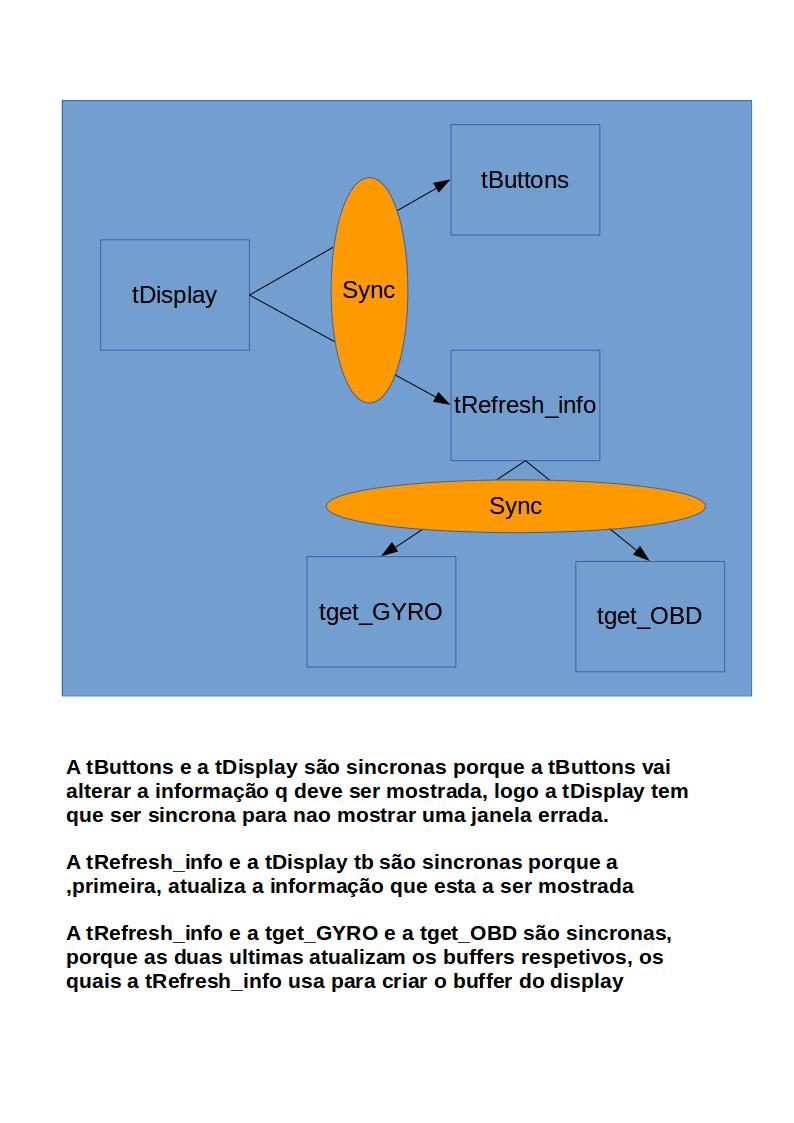 tButtons
tDisplay
Sync
tRefresh_info
Sync
tget_GYRO
tget_OBD
A tButtons e a tDisplay são sincronas porque a tButtons vai
alterar a informação q deve ser mostrada, logo a tDisplay tem
que ser sincrona para nao mostrar uma janela errada.
A tRefresh_info e a tDisplay tb são sincronas porque a
,primeira, atualiza a informação que esta a ser mostrada
A tRefresh_info e a tget_GYRO e a tget_OBD são sincronas,
porque as duas ultimas atualizam os buffers respetivos, os
quais a tRefresh_info usa para criar o buffer do display